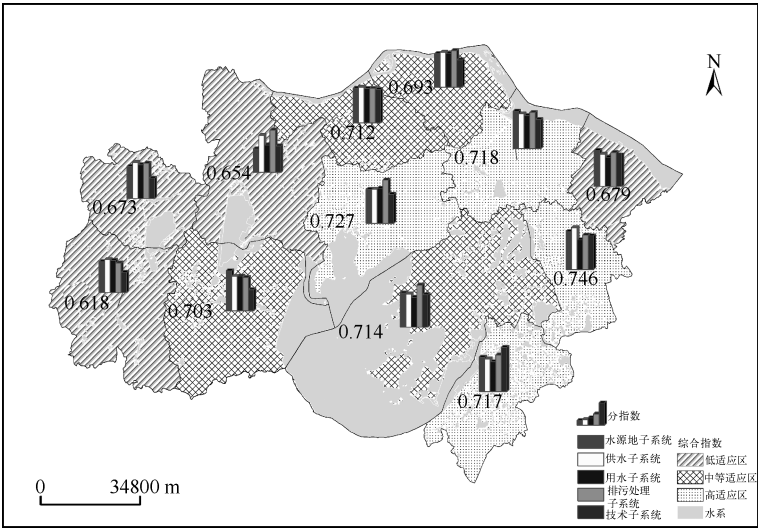 N
0.693
0.712
0.718
0.654
0.679
0.673
0.727
0.746
0.618
0.703
0.714
0.717
分指数
水源地子系统
供水子系统
用水子系统
排污处理
子系统
技术子系统
综合指数
低适应区
中等适应区
高适应区
水系
0 34800 m